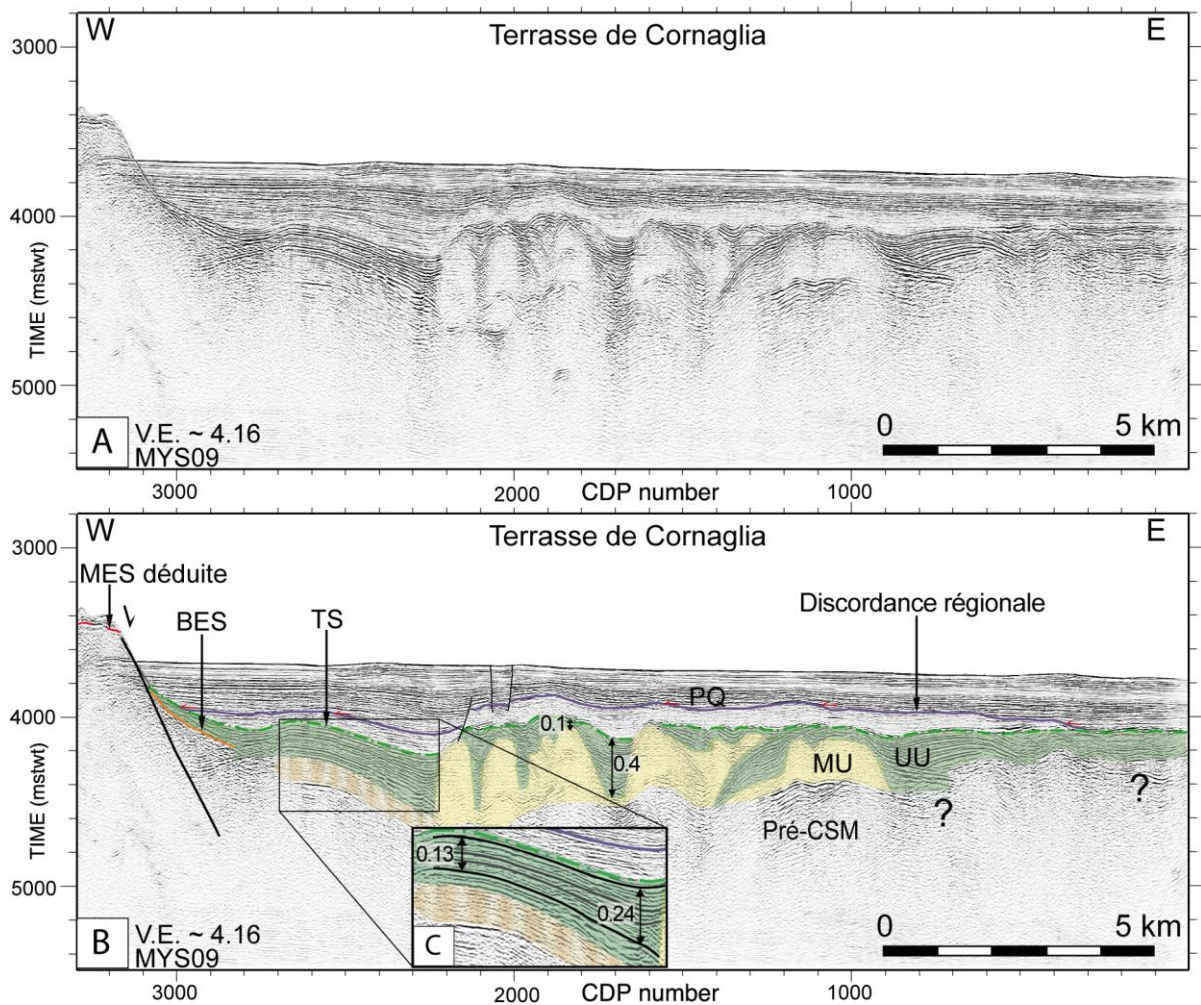 W
Terrasse de Cornaglia
E
3000
4000
5000
TIME (mstwt)
A
V.E. ~ 4.16
MYS09
0
5 km
3000
2000
CDP number
1000
W
Terrasse de Cornaglia
E
3000
4000
5000
TIME (mstwt)
MES déduite
BES
TS
Discordance régionale
PQ
0.1
0.4
MU
UU
?
?
Pré-CSM
0.13
0.24
C
B
V.E. ~ 4.16
MYS09
0
5 km
3000
2000
CDP number
1000